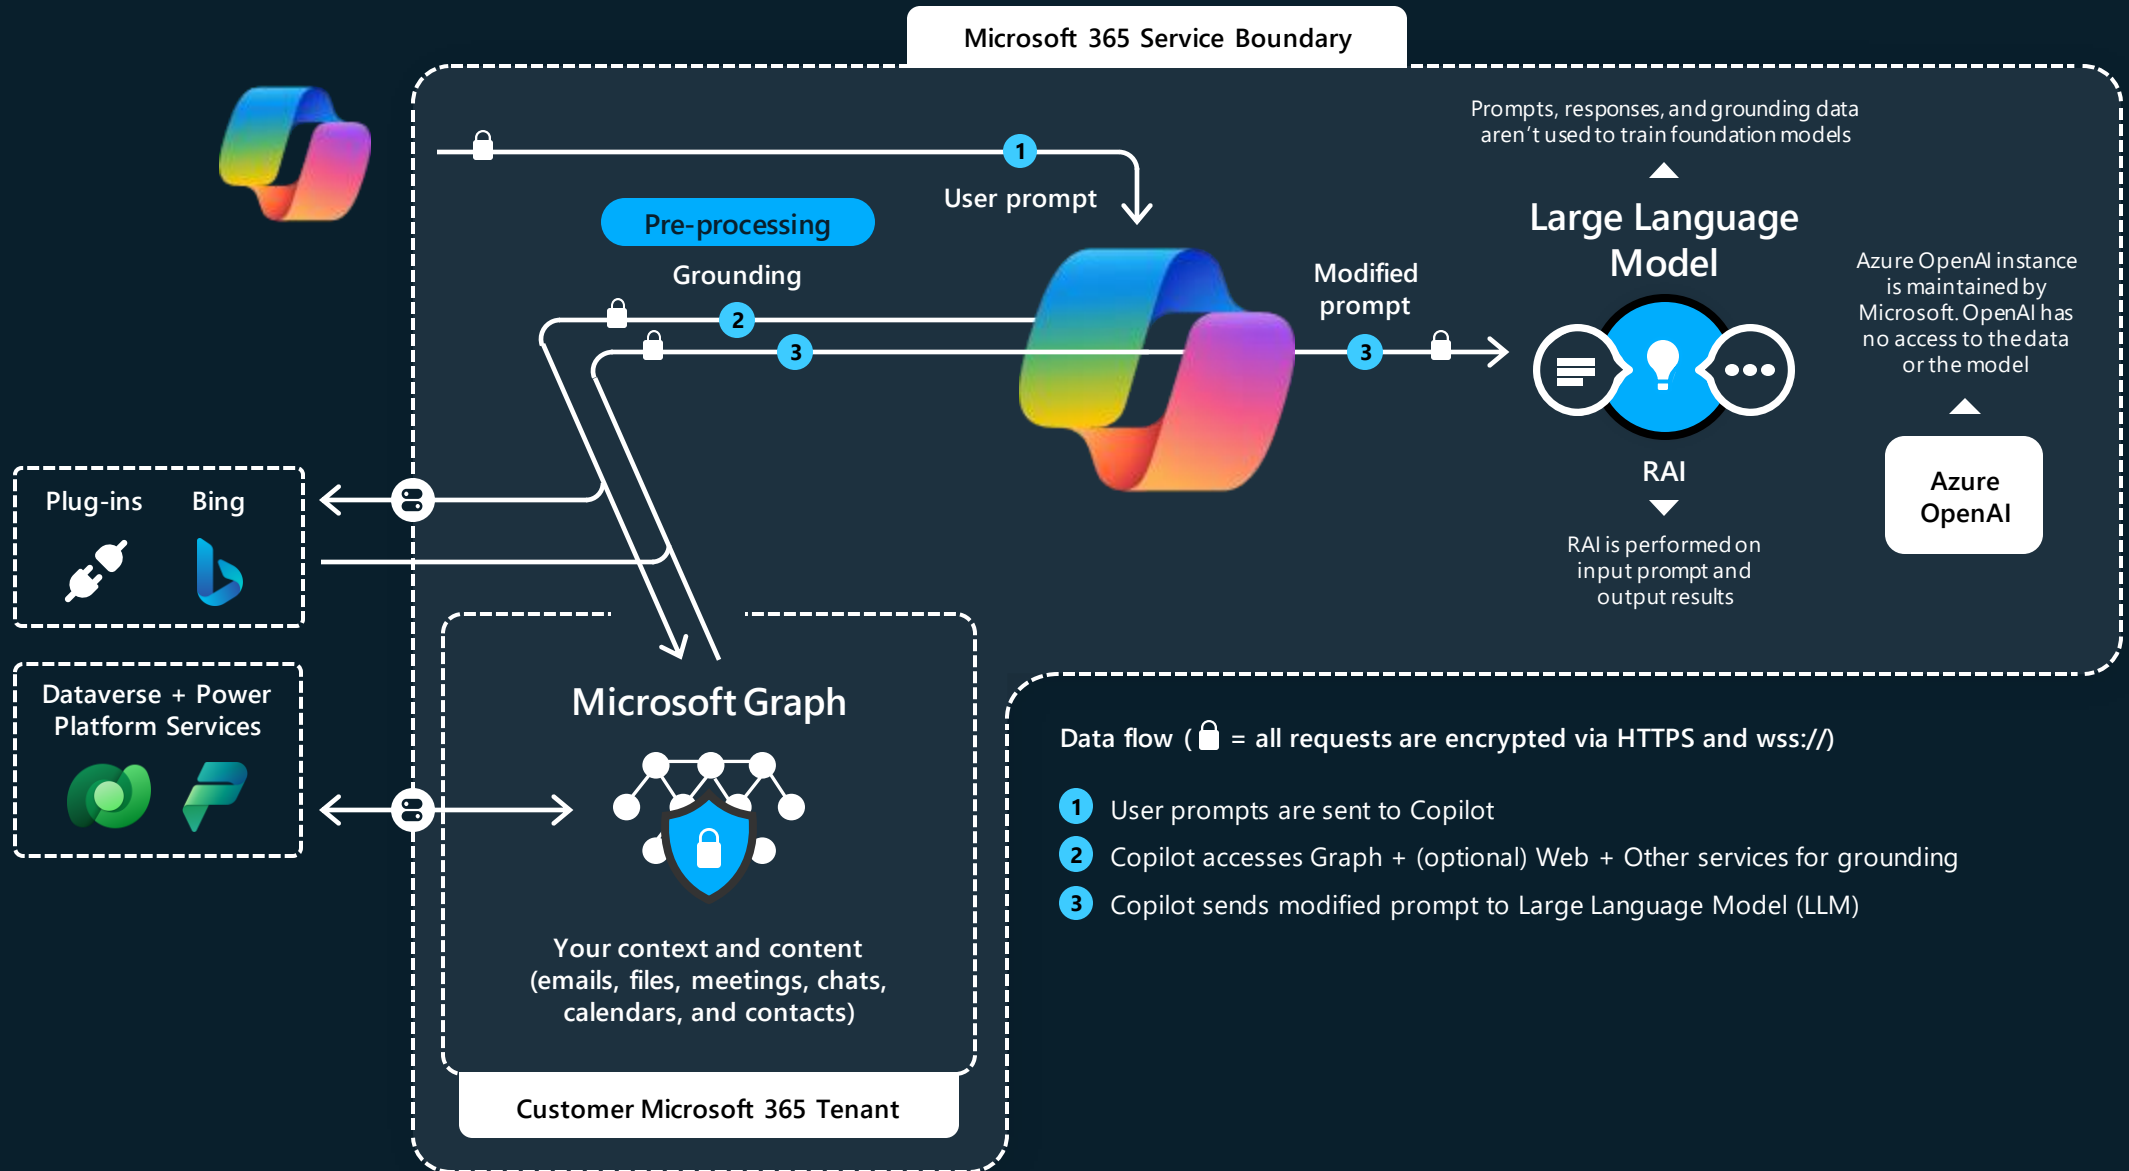 Microsoft 365 Service Boundary
Prompts, responses, and grounding data
aren't used to train foundation models
1
User prompt
Pre-processing
Grounding
2
3
Modified
prompt
3
Large Language
Model
Azure OpenAI instance
is maintained by
Microsoft. OpenAI has
no access to the data
or the model
RAI
Azure
OpenAI
RAI is performed on
input prompt and
output results
Plug-ins
Bing
Dataverse + Power
Platform Services
Microsoft Graph
Your context and content
(emails, files, meetings, chats,
calendars, and contacts)
Customer Microsoft 365 Tenant
Data flow ( = all requests are encrypted via HTTPS and wss://)
1 User prompts are sent to Copilot
2 Copilot accesses Graph + (optional) Web + Other services for grounding
3 Copilot sends modified prompt to Large Language Model (LLM)